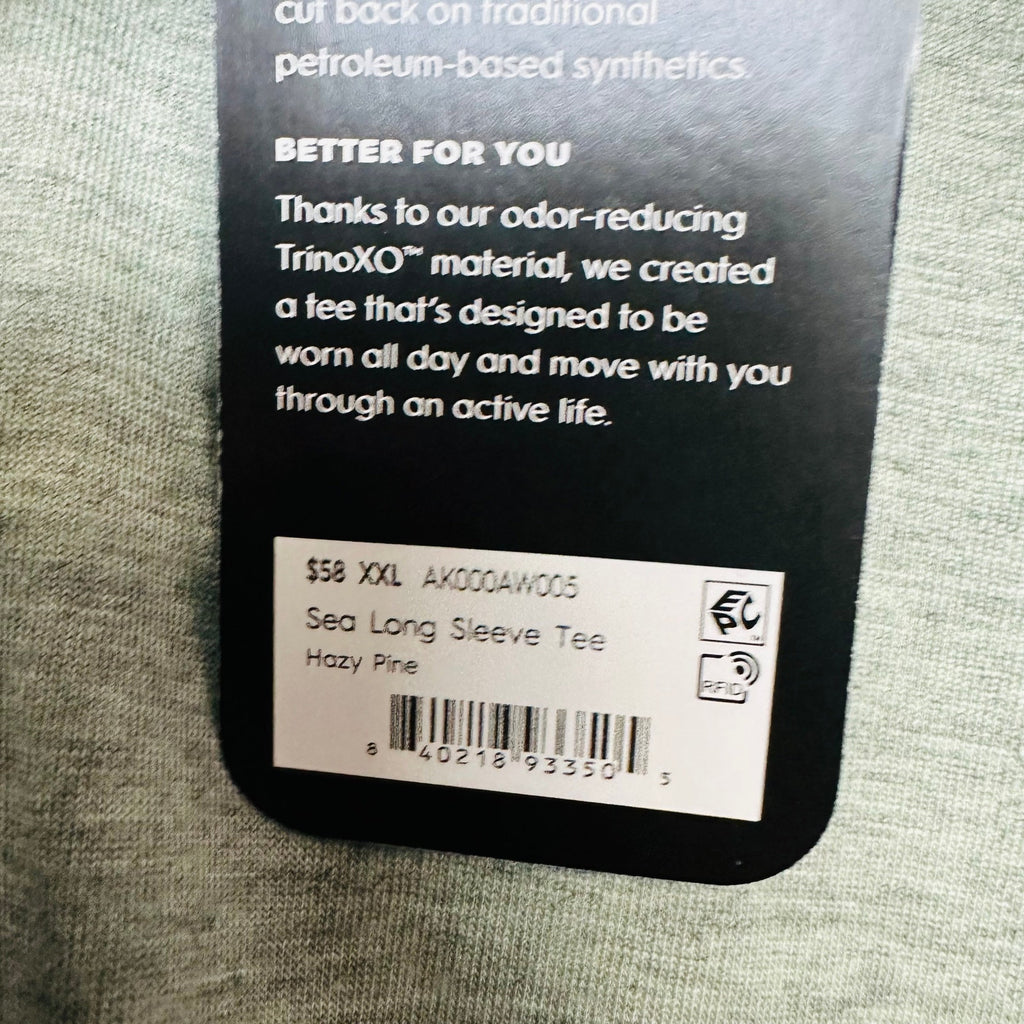 cut back on traditional
petroleum-based synthetics.
BETTER FOR YOU
Thanks to our odor-reducing
TrinoXO™ material, we created
a tee that's designed to be
worn all day and move with you
through an active life.
$58 XXL AK000AW005
Sea Long Sleeve Tee
Hazy Pine
EPC™
RFID
8 40218 93350 5